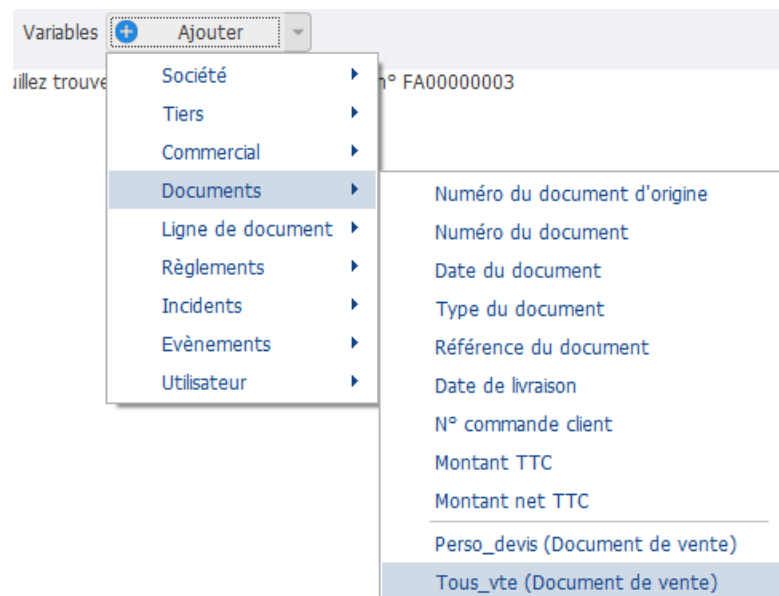 Variables Ajouter
uillez trouve n° FA00000003
Société
Tiers
Commercial
Documents
Ligne de document
Règlements
Incidents
Evènements
Utilisateur
Numéro du document d'origine
Numéro du document
Date du document
Type du document
Référence du document
Date de livraison
N° commande client
Montant TTC
Montant net TTC
Perso_devis (Document de vente)
Tous_vte (Document de vente)